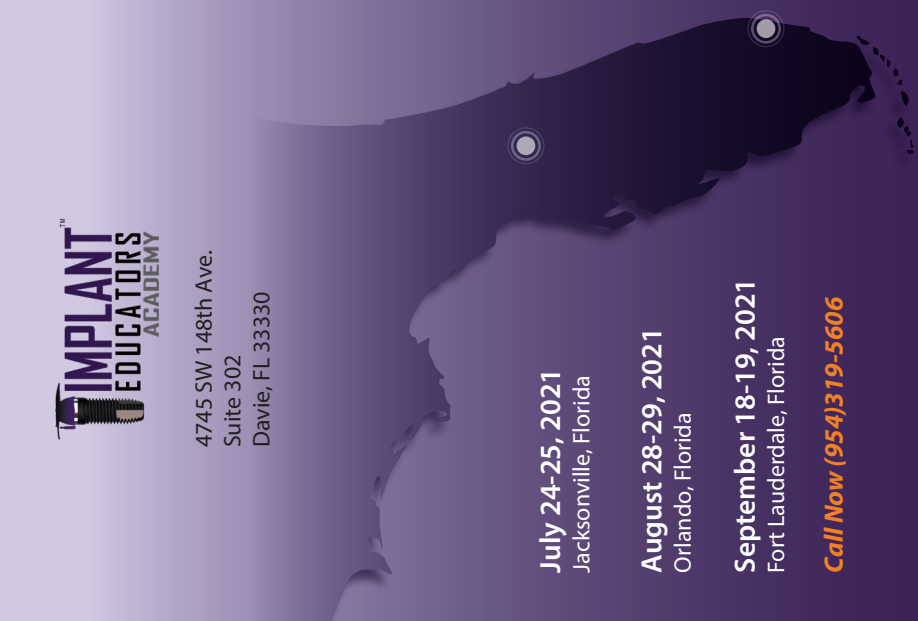 IMPLANT™
EDUCATORS
ACADEMY
4745 SW 148th Ave.
Suite 302
Davie, FL 33330
July 24-25, 2021
Jacksonville, Florida
August 28-29, 2021
Orlando, Florida
September 18-19, 2021
Fort Lauderdale, Florida
Call Now (954)319-5606